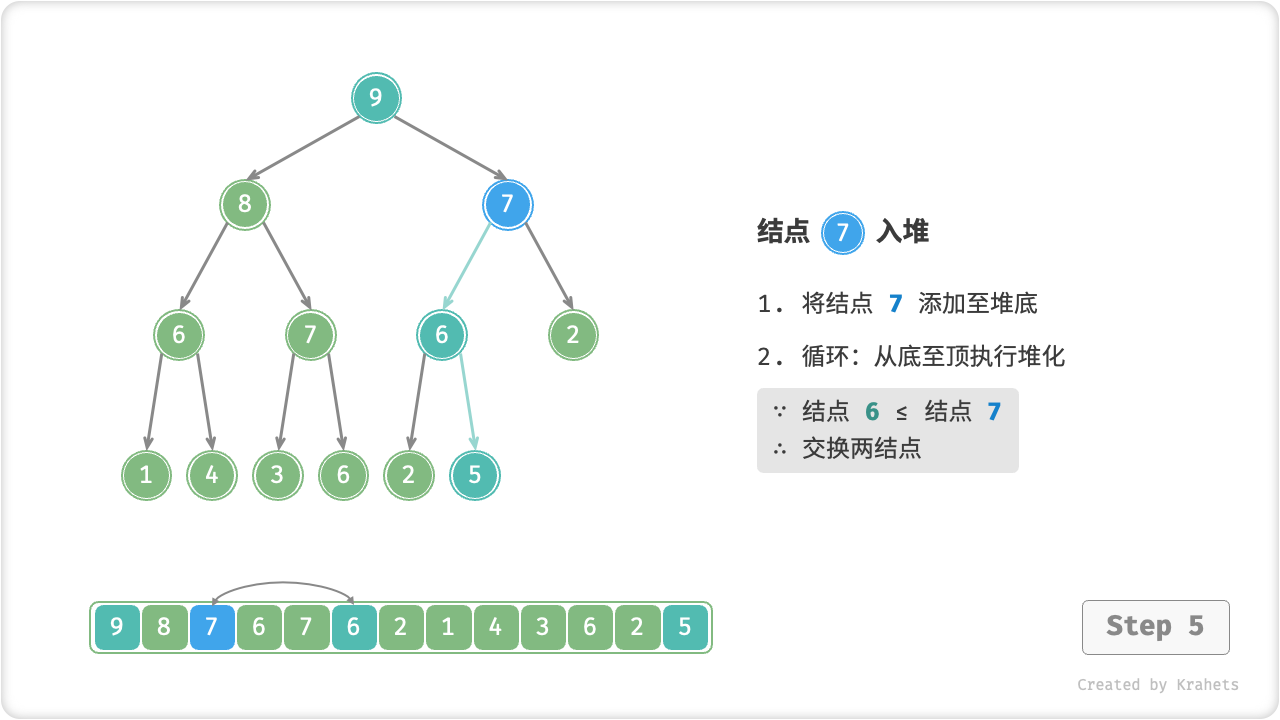 9
8 7
6 7 6 2
1 4 3 6 2 5
9 8 7 6 7 6 2 1 4 3 6 2 5
结点 7 入堆
1. 将结点 7 添加至堆底
2. 循环：从底至顶执行堆化
∵ 结点 6 ≤ 结点 7
∴ 交换两结点
Step 5
Created by Krahets